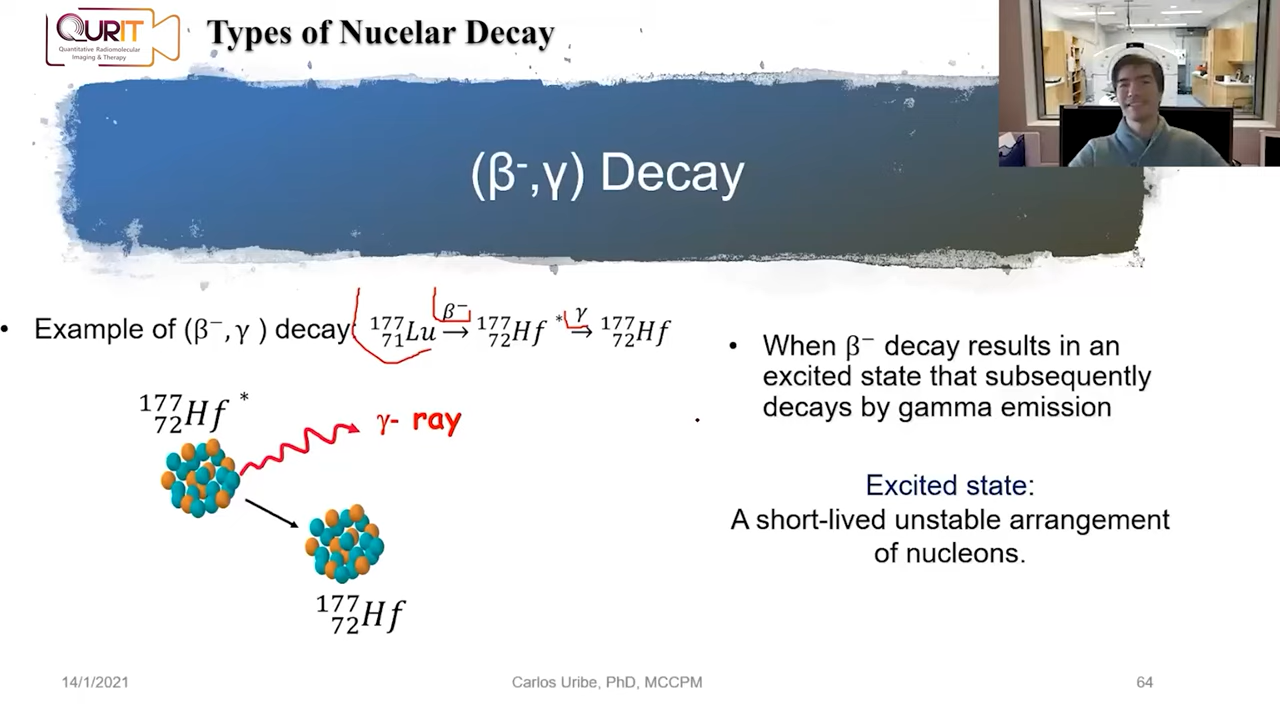 QURIT
Quantitative Radiomolecular
Imaging & Therapy
Types of Nucelar Decay
(β⁻,γ) Decay
• Example of (β⁻, γ ) decay: ¹⁷⁷₇₁Lu →^β⁻ ¹⁷⁷₇₂Hf * ⇒^γ ¹⁷⁷₇₂Hf
¹⁷⁷₇₂Hf *
γ- ray
¹⁷⁷₇₂Hf
• When β⁻ decay results in an
excited state that subsequently
decays by gamma emission
Excited state:
A short-lived unstable arrangement
of nucleons.
14/1/2021
Carlos Uribe, PhD, MCCPM
64